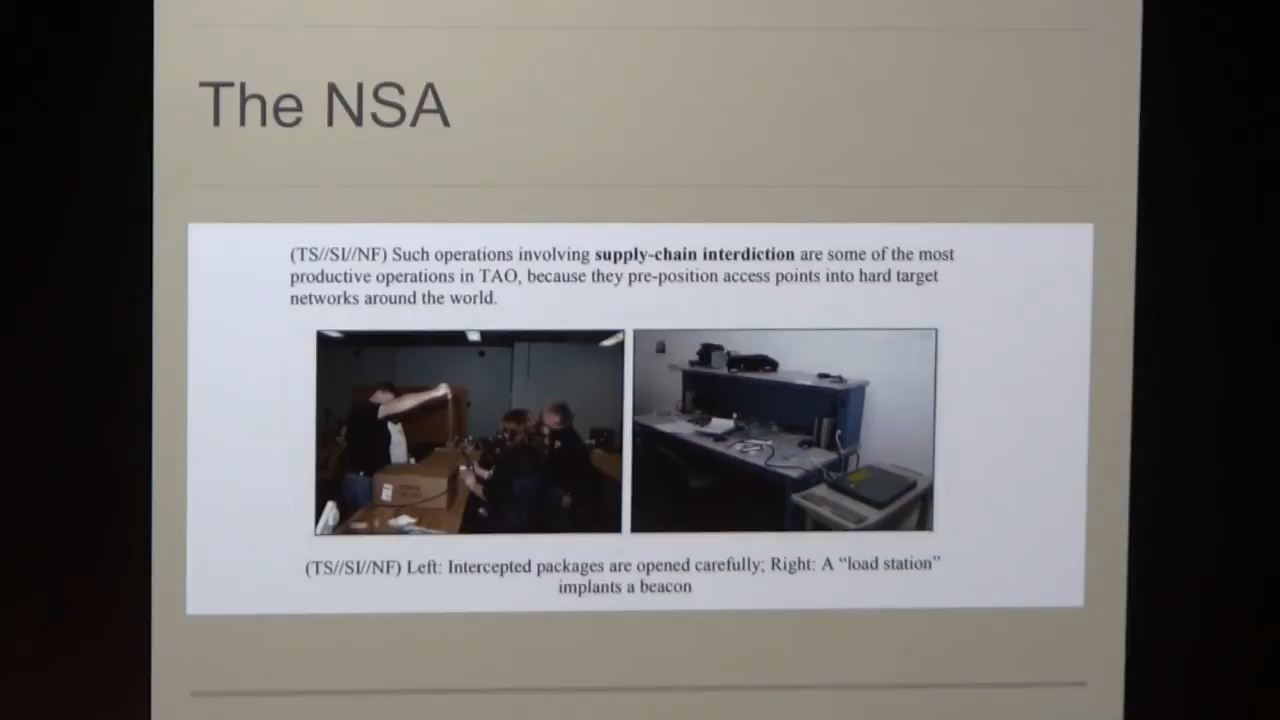 The NSA
(TS//SI//NF) Such operations involving supply-chain interdiction are some of the most
productive operations in TAO, because they pre-position access points into hard target
networks around the world.
(TS//SI//NF) Left: Intercepted packages are opened carefully; Right: A “load station”
implants a beacon